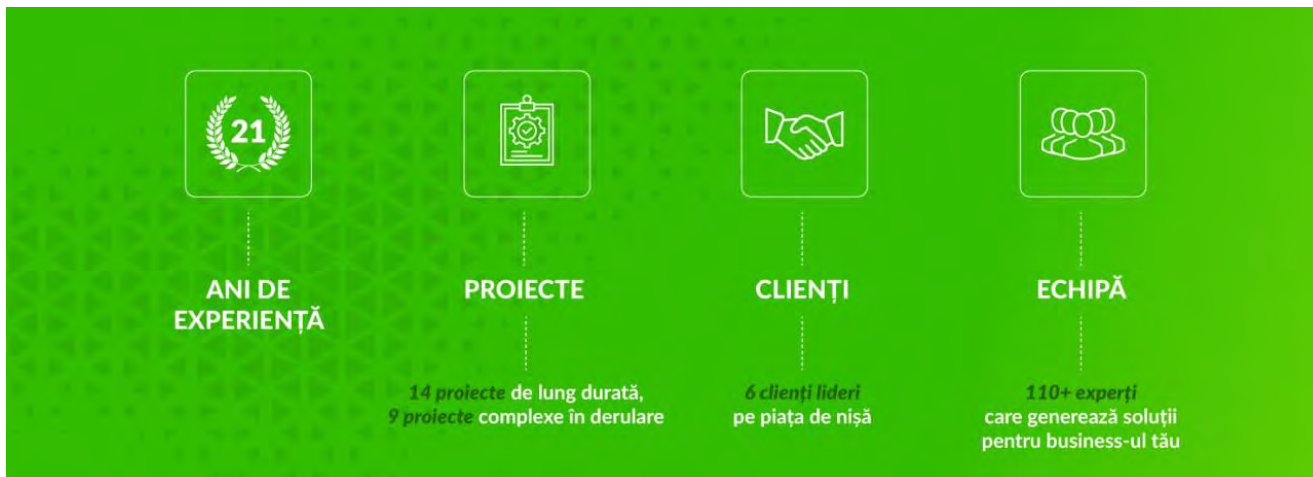 21
ANI DE
EXPERIENȚĂ
PROIECTE
14 proiecte de lung durată,
9 proiecte complexe în derulare
CLIENȚI
6 clienți lideri
pe piața de nișă
ECHIPĂ
110+ experți
care generează soluții
pentru business-ul tău